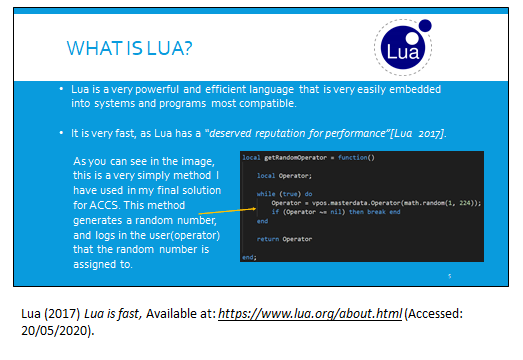 WHAT IS LUA?
Lua
• Lua is a very powerful and efficient language that is very easily embedded
into systems and programs most compatible.
• It is very fast, as Lua has a "deserved reputation for performance"[Lua 2017].
As you can see in the image,
this is a very simply method I
have used in my final solution
for ACCS. This method
generates a random number,
and logs in the user(operator)
that the random number is
assigned to.
local getRandomOperator = function()
local Operator;
while (true) do
Operator = vpos.masterdata.Operator(math.random(1, 224));
if (Operator ~= nil) then break end
end
return Operator
end;
5
Lua (2017) Lua is fast, Available at: https://www.lua.org/about.html (Accessed:
20/05/2020).